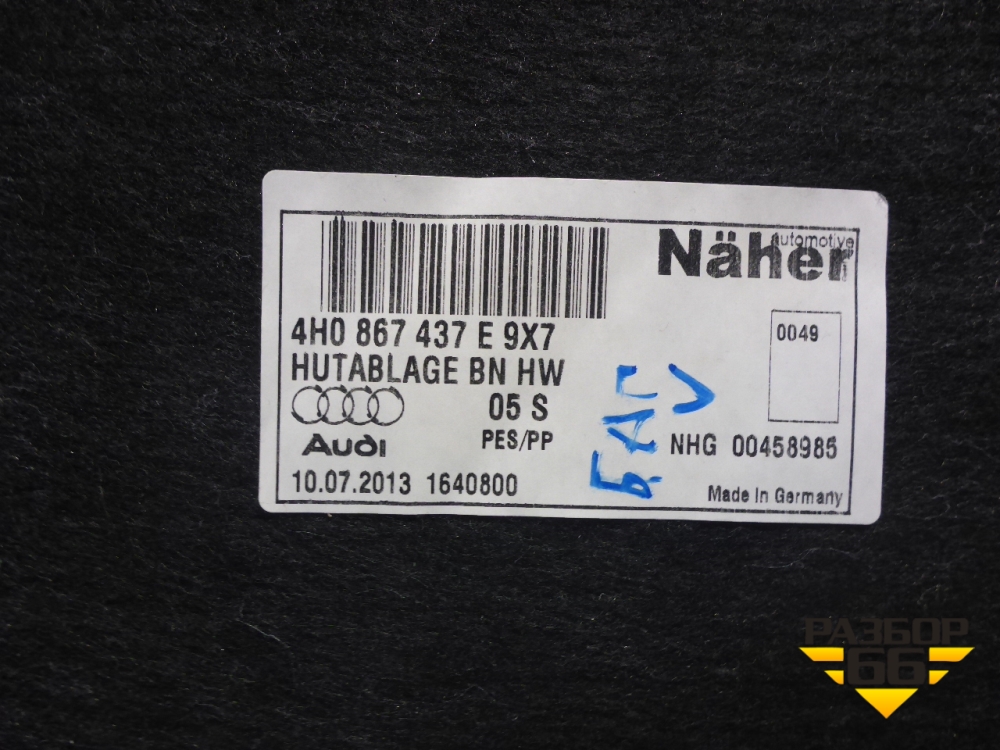 Näher
automotive
4H0 867 437 E 9X7
HUTABLAGE BN HW
0049
Audi
05 S
PES/PP
NHG 00458985
10.07.2013 1640800
Made In Germany
БАГ V
РАЗБОР
66